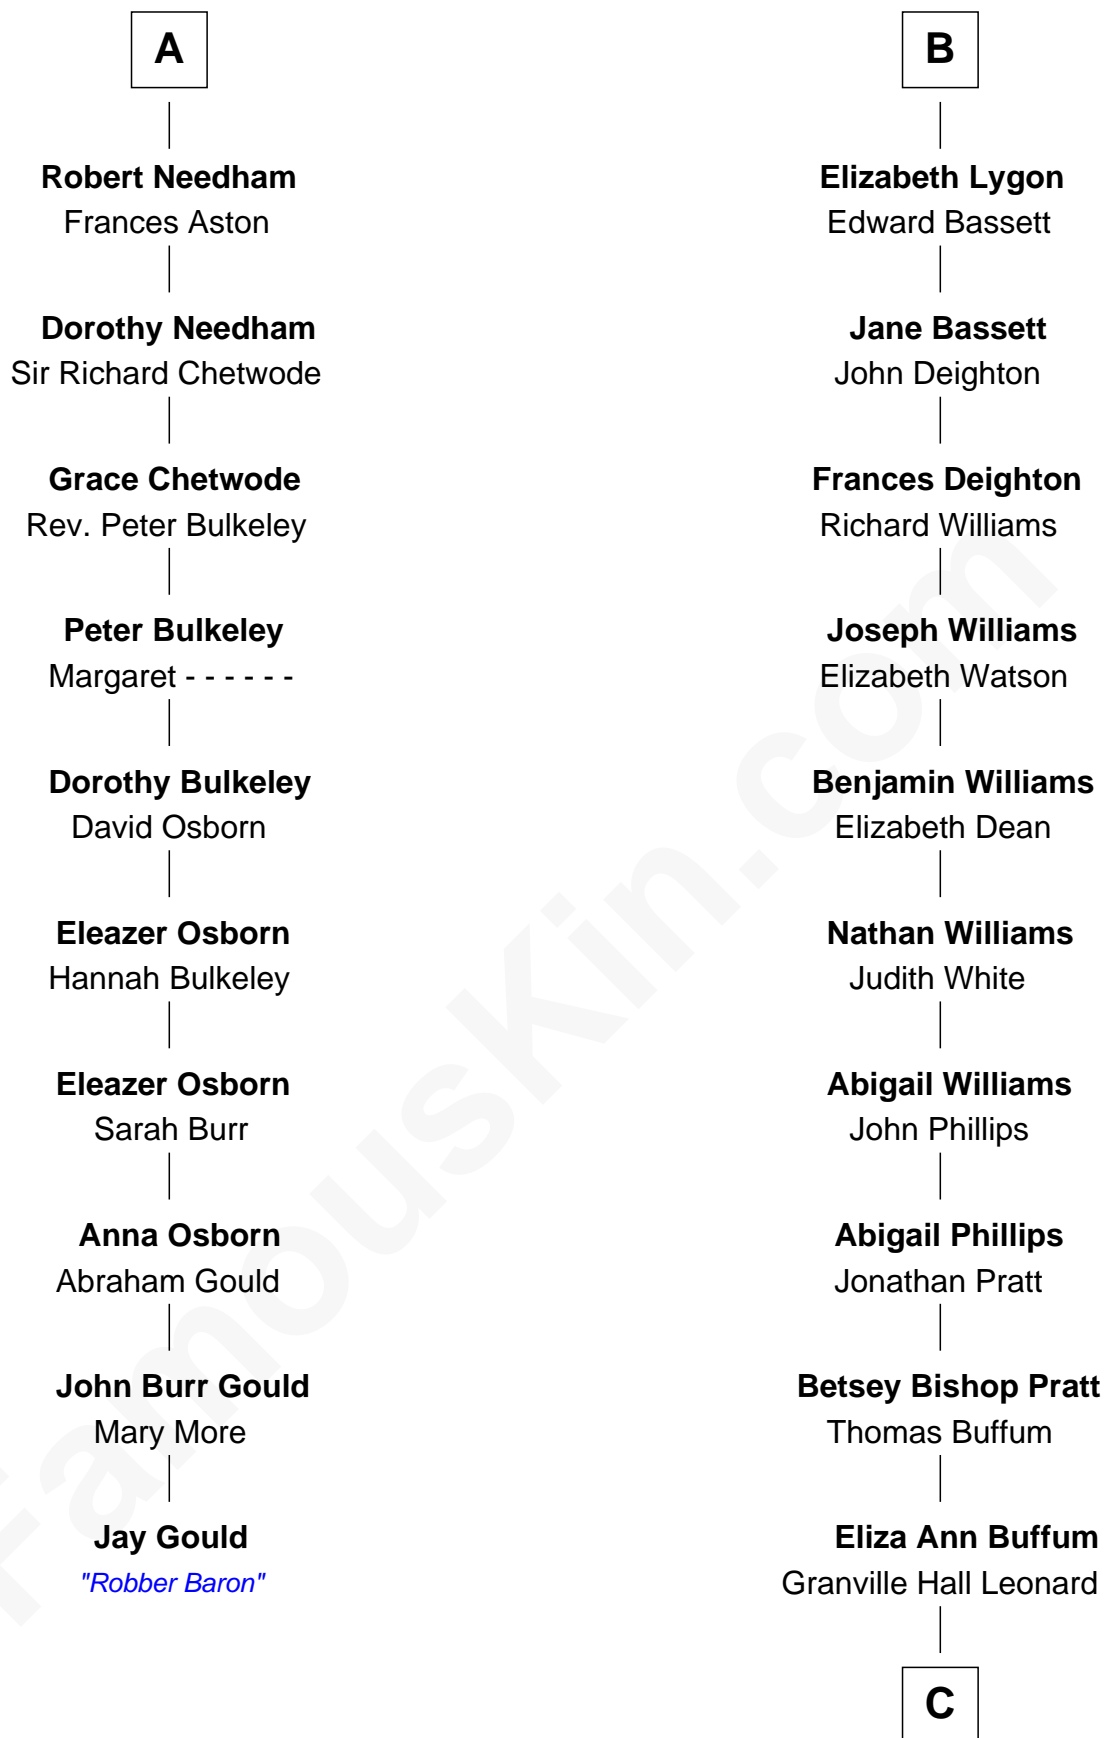 A
Robert Needham
Frances Aston
Dorothy Needham
Sir Richard Chetwode
Grace Chetwode
Rev. Peter Bulkeley
Peter Bulkeley
Margaret - - - - - -
Dorothy Bulkeley
David Osborn
Eleazer Osborn
Hannah Bulkeley
Eleazer Osborn
Sarah Burr
Anna Osborn
Abraham Gould
John Burr Gould
Mary More
Jay Gould
"Robber Baron"
B
Elizabeth Lygon
Edward Bassett
Jane Bassett
John Deighton
Frances Deighton
Richard Williams
Joseph Williams
Elizabeth Watson
Benjamin Williams
Elizabeth Dean
Nathan Williams
Judith White
Abigail Williams
John Phillips
Abigail Phillips
Jonathan Pratt
Betsey Bishop Pratt
Thomas Buffum
Eliza Ann Buffum
Granville Hall Leonard
C
FamousKin.com